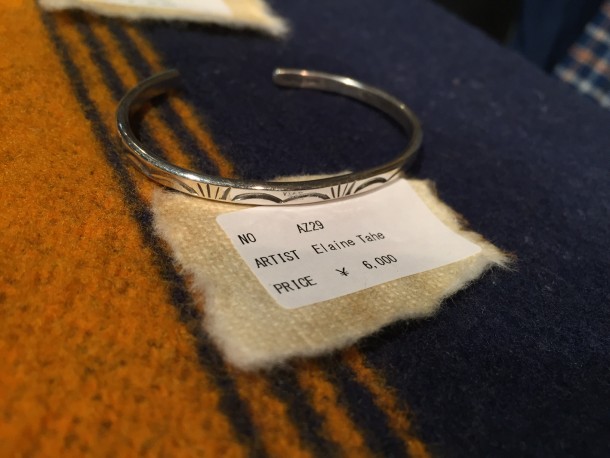 NO AZ29
ARTIST Elaine Tahe
PRICE ¥ 6,000